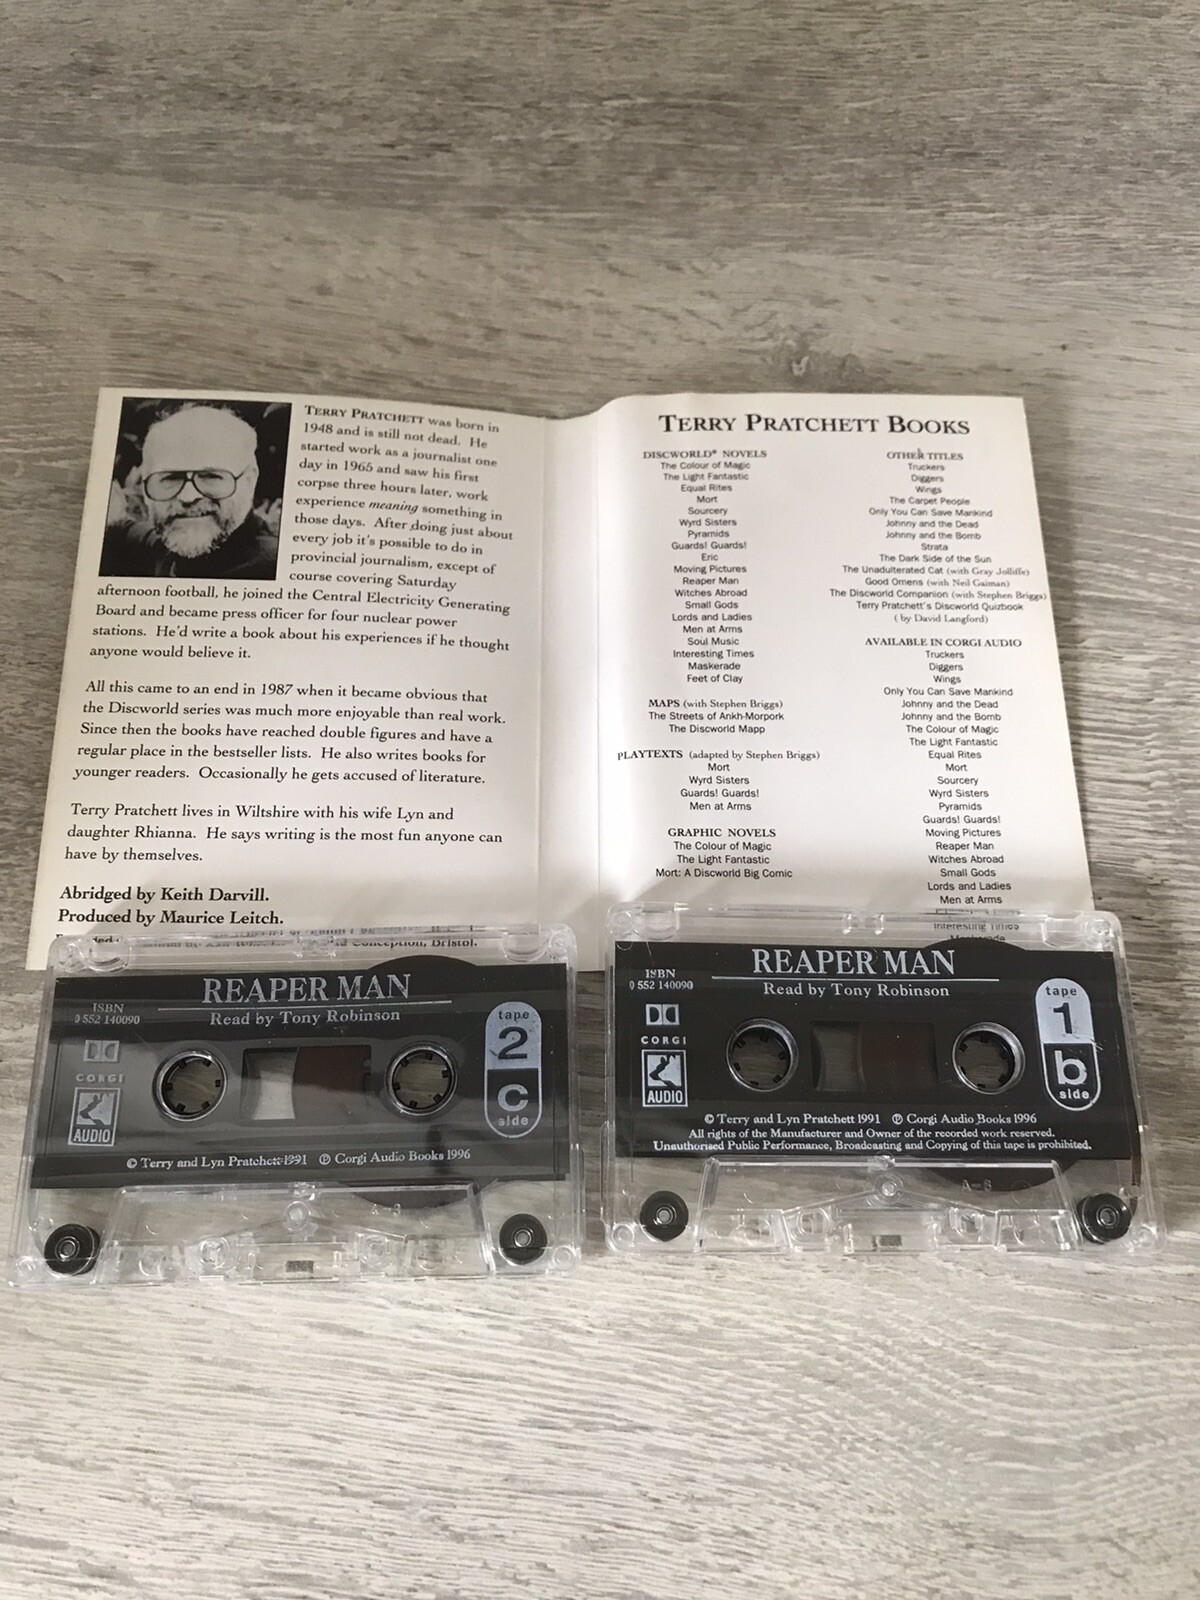 TERRY PRATCHETT was born in
1948 and is still not dead. He
started work as a journalist one
day in 1965 and saw his first
corpse three hours later, work
experience meaning something in
those days. After doing just about
every job it's possible to do in
provincial journalism, except of
course covering Saturday
afternoon football, he joined the Central Electricity Generating
Board and became press officer for four nuclear power
stations. He'd write a book about his experiences if he thought
anyone would believe it.
All this came to an end in 1987 when it became obvious that
the Discworld series was much more enjoyable than real work.
Since then the books have reached double figures and have a
regular place in the bestseller lists. He also writes books for
younger readers. Occasionally he gets accused of literature.
Terry Pratchett lives in Wiltshire with his wife Lyn and
daughter Rhianna. He says writing is the most fun anyone can
have by themselves.
Abridged by Keith Darvill.
Produced by Maurice Leitch.
Conception, Bristol.
TERRY PRATCHETT BOOKS
DISCWORLD® NOVELS
The Colour of Magic
The Light Fantastic
Equal Rites
Mort
Sourcery
Wyrd Sisters
Pyramids
Guards! Guards!
Eric
Moving Pictures
Reaper Man
Witches Abroad
Small Gods
Lords and Ladies
Men at Arms
Soul Music
Interesting Times
Maskerade
Feet of Clay
MAPS (with Stephen Briggs)
The Streets of Ankh-Morpork
The Discworld Mapp
PLAYTEXTS (adapted by Stephen Briggs)
Mort
Wyrd Sisters
Guards! Guards!
Men at Arms
GRAPHIC NOVELS
The Colour of Magic
The Light Fantastic
Mort: A Discworld Big Comic
OTHER TITLES
Truckers
Diggers
Wings
The Carpet People
Only You Can Save Mankind
Johnny and the Dead
Johnny and the Bomb
Strata
The Dark Side of the Sun
The Unadulterated Cat (with Gray Jolliffe)
Good Omens (with Neil Gaiman)
The Discworld Companion (with Stephen Briggs)
Terry Pratchett's Discworld Quizbook
( by David Langford)
AVAILABLE IN CORGI AUDIO
Truckers
Diggers
Wings
Only You Can Save Mankind
Johnny and the Dead
Johnny and the Bomb
The Colour of Magic
The Light Fantastic
Equal Rites
Mort
Sourcery
Wyrd Sisters
Pyramids
Guards! Guards!
Moving Pictures
Reaper Man
Witches Abroad
Small Gods
Lords and Ladies
Men at Arms
Interesting Times
Maskerade
REAPER MAN
Read by Tony Robinson
ISBN
0 552 140090
CORGI
AUDIO
tape
2
c
side
© Terry and Lyn Pratchett 1991 ℗ Corgi Audio Books 1996
A-6
REAPER MAN
Read by Tony Robinson
ISBN
0 552 140090
CORGI
AUDIO
tape
1
b
side
© Terry and Lyn Pratchett 1991 ℗ Corgi Audio Books 1996
All rights of the Manufacturer and Owner of the recorded work reserved.
Unauthorised Public Performance, Broadcasting and Copying of this tape is prohibited.
A-6